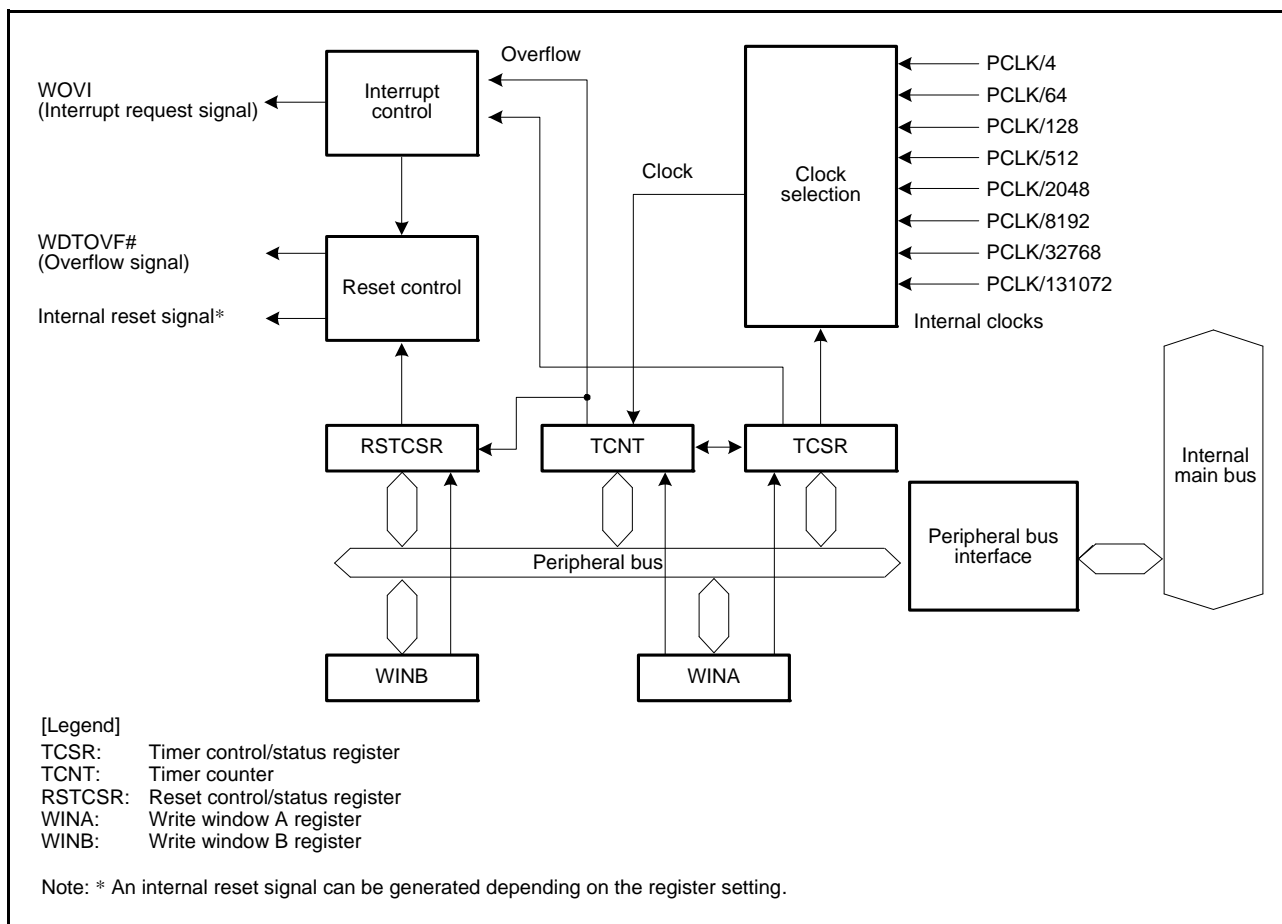 Overflow
WOVI
(Interrupt request signal)
Interrupt
control
PCLK/4
PCLK/64
PCLK/128
PCLK/512
PCLK/2048
PCLK/8192
PCLK/32768
PCLK/131072
Clock
Clock
selection
WDTOVF#
(Overflow signal)
Reset control
Internal reset signal*
Internal clocks
RSTCSR
TCNT
TCSR
Internal
main bus
Peripheral bus
Peripheral bus
interface
WINB
WINA
[Legend]
TCSR: Timer control/status register
TCNT: Timer counter
RSTCSR: Reset control/status register
WINA: Write window A register
WINB: Write window B register
Note: * An internal reset signal can be generated depending on the register setting.